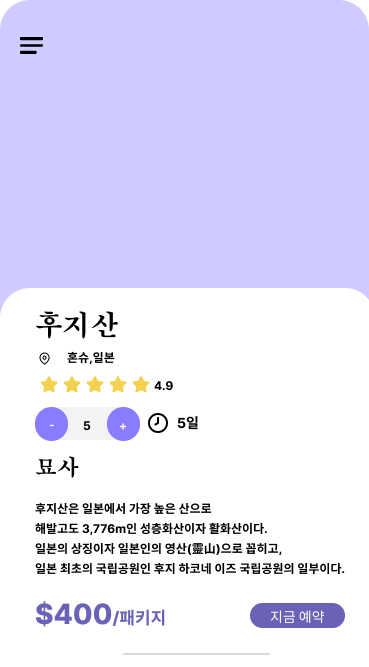 후지산
혼슈,일본
4.9
- 5 +
5일
묘사
후지산은 일본에서 가장 높은 산으로
해발고도 3,776m인 성층화산이자 활화산이다.
일본의 상징이자 일본인의 영산(靈山)으로 꼽히고,
일본 최초의 국립공원인 후지 하코네 이즈 국립공원의 일부이다.
$400/패키지
지금 예약